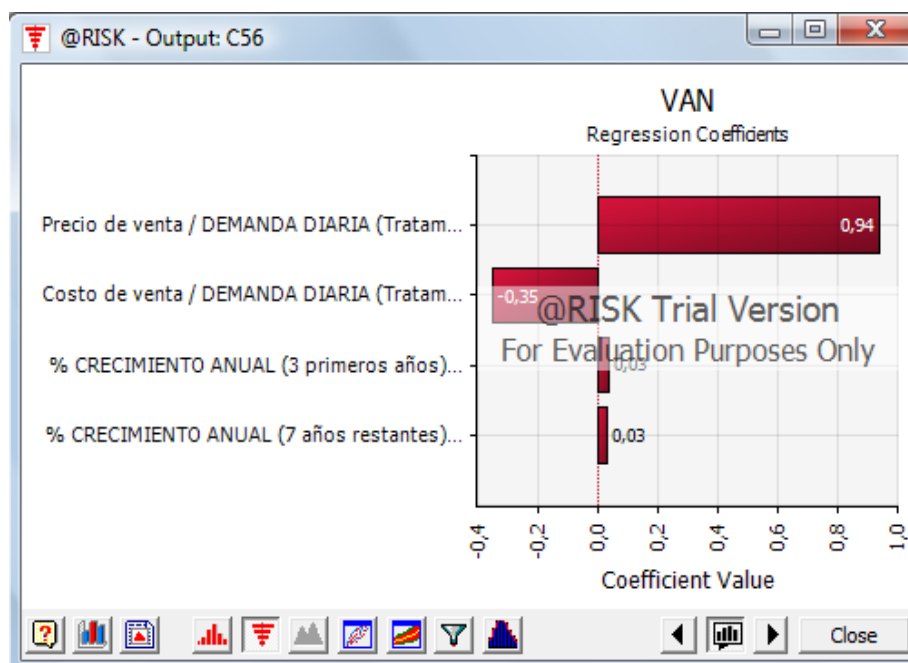 @RISK - Output: C56
VAN
Regression Coefficients
Precio de venta / DEMANDA DIARIA (Tratam...
0,94
Costo de venta / DEMANDA DIARIA (Tratam...
-0,35
@RISK Trial Version
For Evaluation Purposes Only
% CRECIMIENTO ANUAL (3 primeros años)...
0,03
% CRECIMIENTO ANUAL (7 años restantes)...
0,03
-0,4
-0,2
0,0
0,2
0,4
0,6
0,8
1,0
Coefficient Value
Close